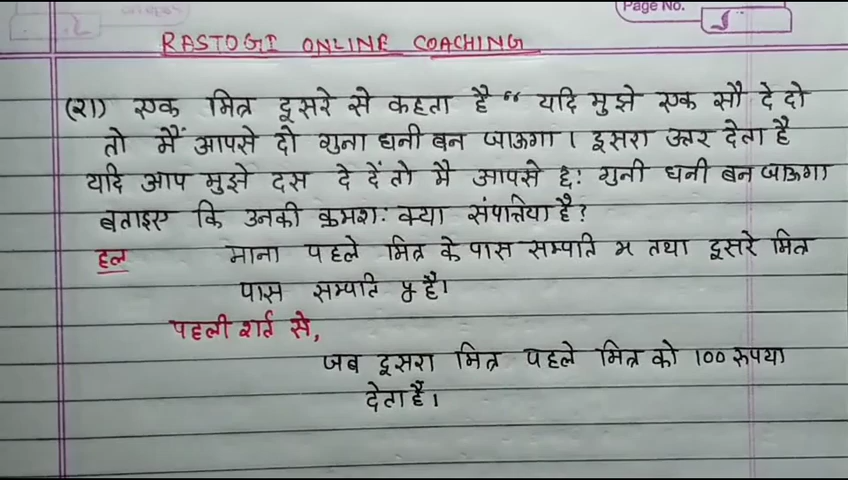 Page No.
RASTOGI ONLINE COACHING
(21) एक मित्र दूसरे से कहता है “ यदि मुझे एक सौ दे दो
तो मैं आपसे दो गुना धनी बन जाऊगा । दूसरा उत्तर देता है
यदि आप मुझे दस दे दें तो मै आपसे छः गुनी धनी बन जाऊगा
बताइए कि उनकी क्रमशः क्या संपत्तिया है ?
हल माना पहले मित्र के पास सम्पति x तथा दूसरे मित्र
पास सम्पति y है।
पहली शर्त से,
जब दूसरा मित्र पहले मित्र को 100 रुपया
देता है ।